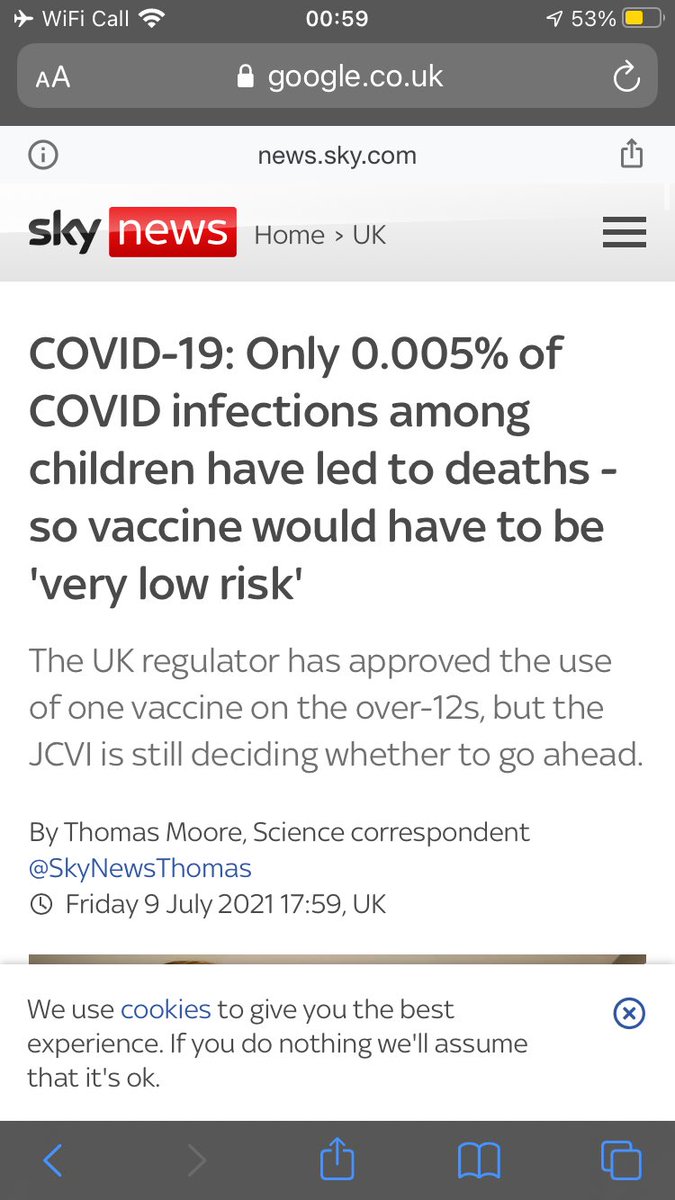 WiFi Call 00:59 53%
AA google.co.uk
news.sky.com
sky news Home > UK
COVID-19: Only 0.005% of
COVID infections among
children have led to deaths -
so vaccine would have to be
'very low risk'
The UK regulator has approved the use
of one vaccine on the over-12s, but the
JCVI is still deciding whether to go ahead.
By Thomas Moore, Science correspondent
@SkyNewsThomas
Friday 9 July 2021 17:59, UK
We use cookies to give you the best
experience. If you do nothing we'll assume
that it's ok.